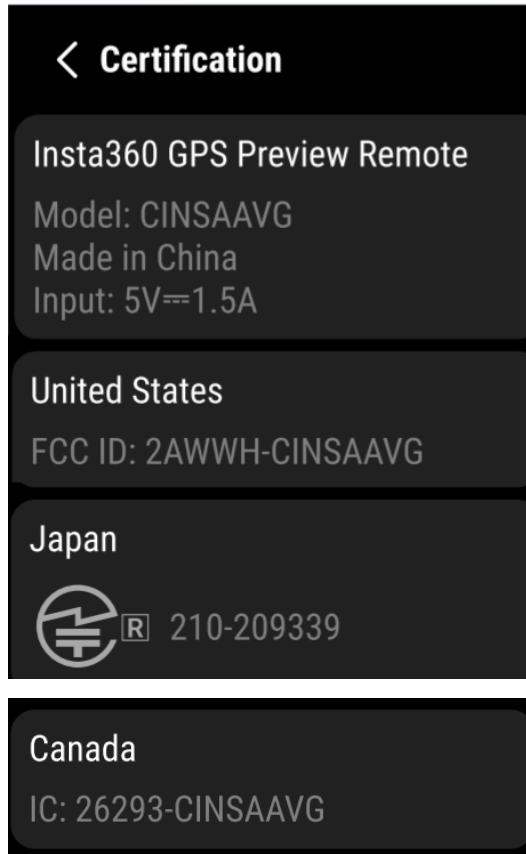 Certification
Insta360 GPS Preview Remote
Model: CINSAAVG
Made in China
Input: 5V⎓1.5A
United States
FCC ID: 2AWWH-CINSAAVG
Japan
R 210-209339
Canada
IC: 26293-CINSAAVG